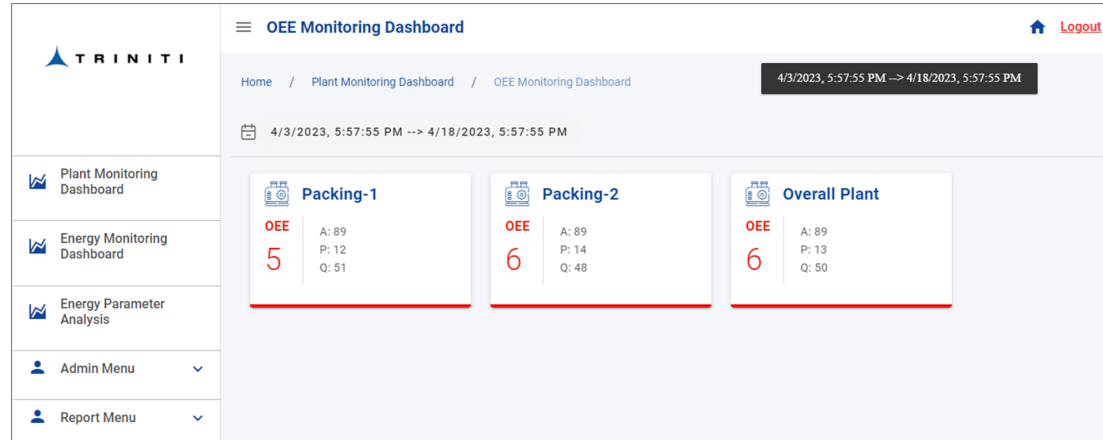 TRINITI
OEE Monitoring Dashboard
Logout
Home / Plant Monitoring Dashboard / OEE Monitoring Dashboard
4/3/2023, 5:57:55 PM --> 4/18/2023, 5:57:55 PM
4/3/2023, 5:57:55 PM --> 4/18/2023, 5:57:55 PM
Plant Monitoring
Dashboard
Energy Monitoring
Dashboard
Energy Parameter
Analysis
Admin Menu
Report Menu
Packing-1
OEE
5
A: 89
P: 12
Q: 51
Packing-2
OEE
6
A: 89
P: 14
Q: 48
Overall Plant
OEE
6
A: 89
P: 13
Q: 50